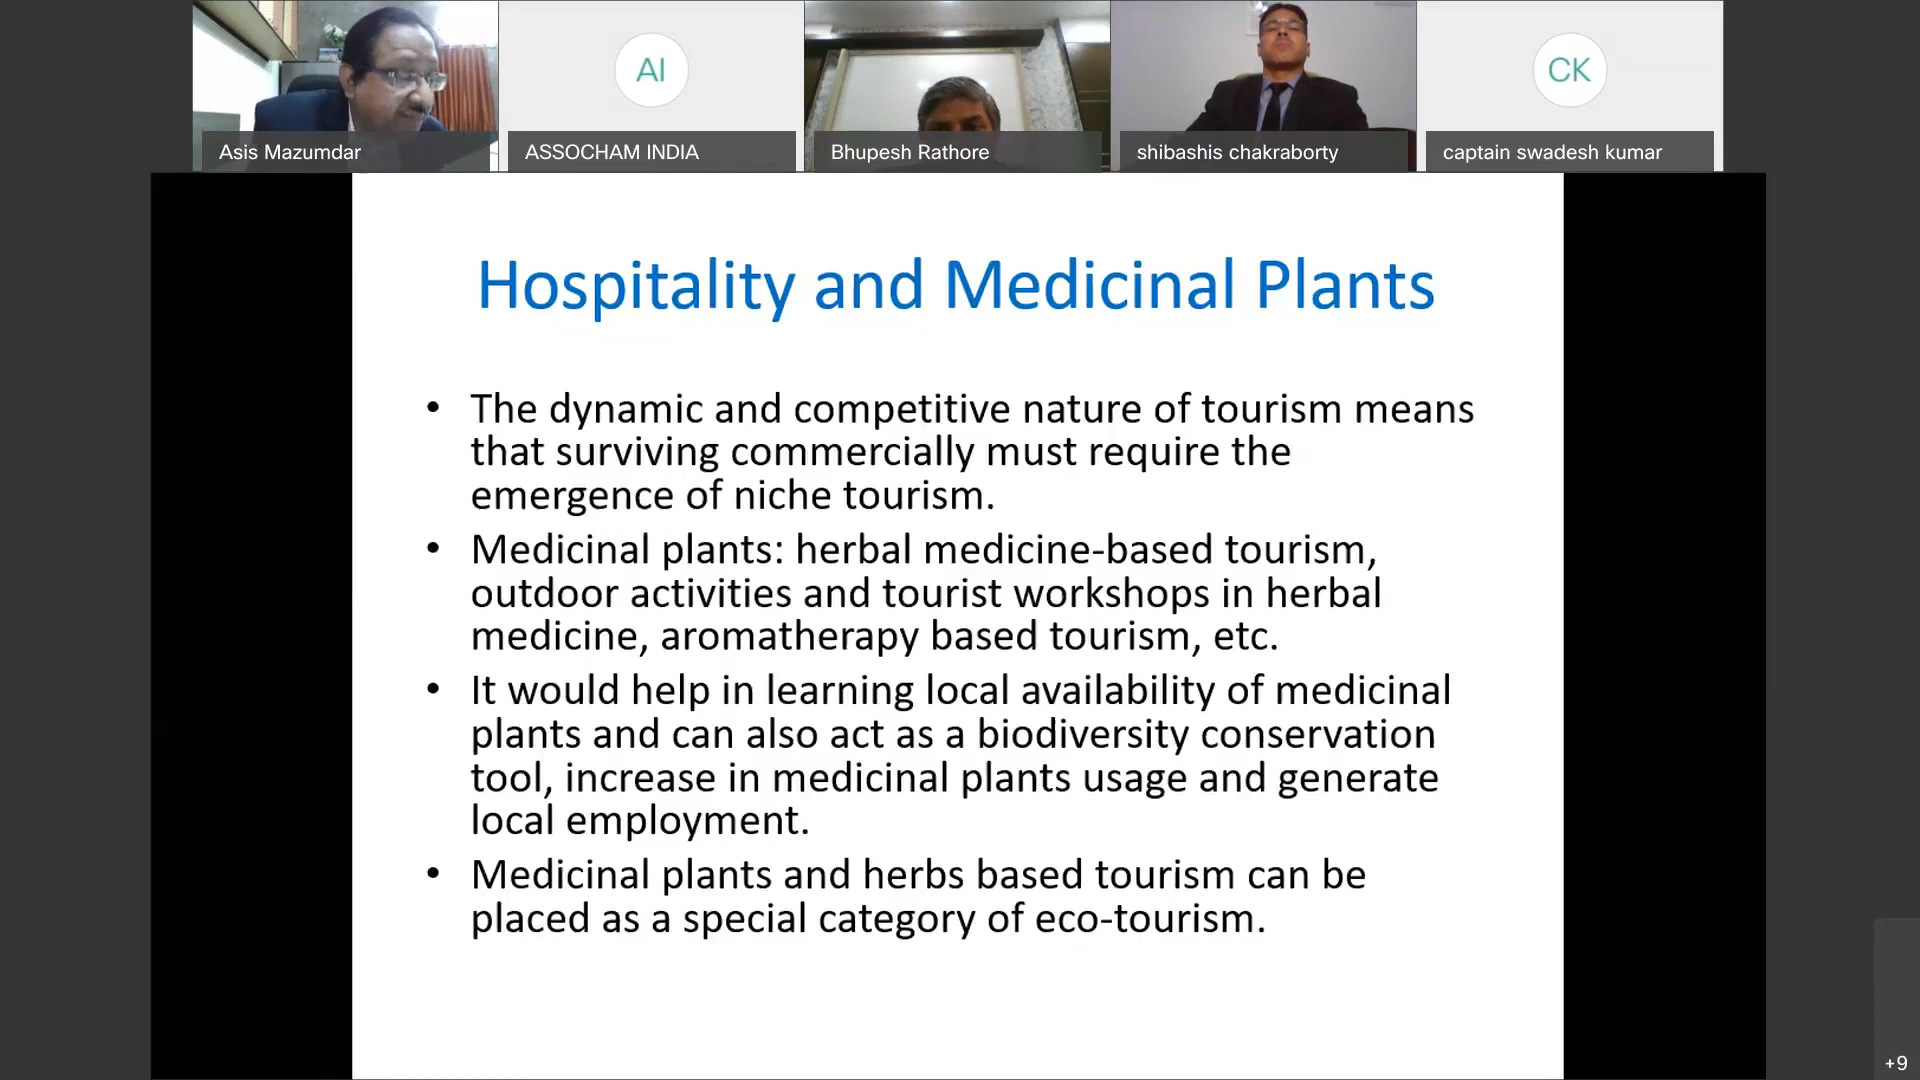 AI
CK
Asis Mazumdar
ASSOCHAM INDIA
Bhupesh Rathore
shibashis chakraborty
captain swadesh kumar
Hospitality and Medicinal Plants
• The dynamic and competitive nature of tourism means
that surviving commercially must require the
emergence of niche tourism.
• Medicinal plants: herbal medicine-based tourism,
outdoor activities and tourist workshops in herbal
medicine, aromatherapy based tourism, etc.
• It would help in learning local availability of medicinal
plants and can also act as a biodiversity conservation
tool, increase in medicinal plants usage and generate
local employment.
• Medicinal plants and herbs based tourism can be
placed as a special category of eco-tourism.
+9